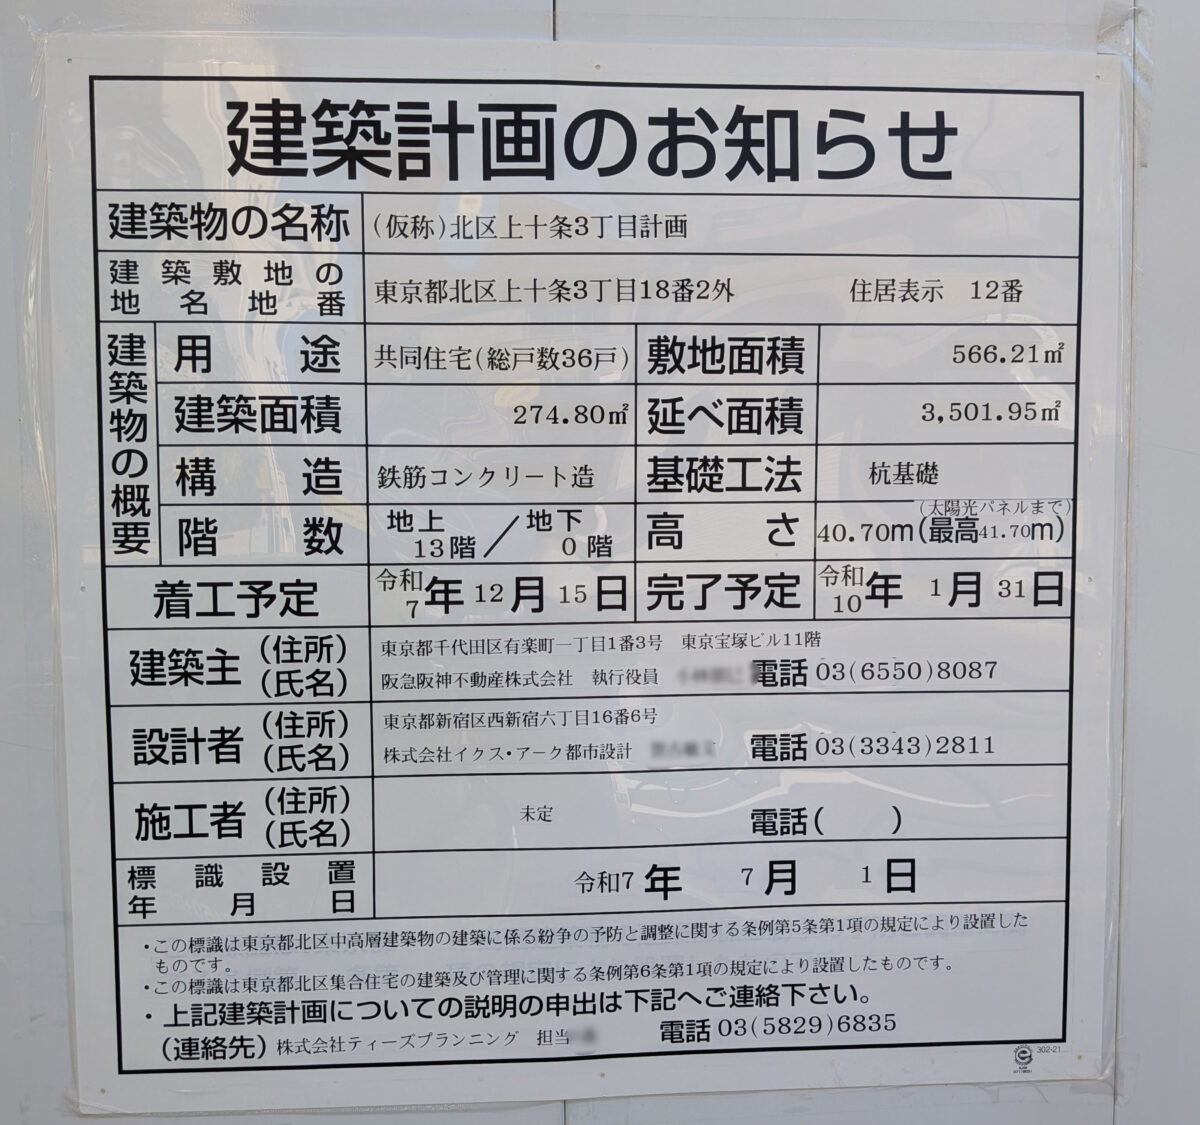 建築計画のお知らせ
建築物の名称 (仮称)北区上十条3丁目計画
建築敷地の地名地番 東京都北区上十条3丁目18番2外 住居表示 12番
建築物の概要
用途 共同住宅(総戸数36戸) 敷地面積 566.21㎡
建築面積 274.80㎡ 延べ面積 3,501.95㎡
構造 鉄筋コンクリート造 基礎工法 杭基礎
階数 地上13階/地下0階 高さ 40.70m(最高41.70m) (太陽光パネルまで)
着工予定 令和7年12月15日 完了予定 令和10年1月31日
建築主 (住所) 東京都千代田区有楽町一丁目1番3号 東京宝塚ビル11階
(氏名) 阪急阪神不動産株式会社 執行役員 電話03(6550)8087
設計者 (住所) 東京都新宿区西新宿六丁目16番6号
(氏名) 株式会社イクス・アーク都市設計 電話03(3343)2811
施工者 (住所)(氏名) 未定 電話( )
標識設置年月日 令和7年 7月 1日
・この標識は東京都北区中高層建築物の建築に係る紛争の予防と調整に関する条例第5条第1項の規定により設置した
ものです。
・この標識は東京都北区集合住宅の建築及び管理に関する条例第6条第1項の規定により設置したものです。
・上記建築計画についての説明の申出は下記へご連絡下さい。
(連絡先) 株式会社ティーズプランニング 担当 電話03(5829)6835
302-21